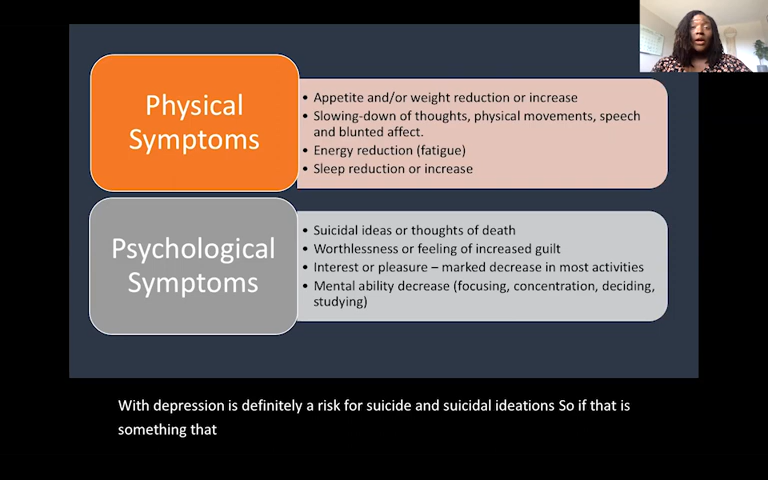 Physical
Symptoms
• Appetite and/or weight reduction or increase
• Slowing-down of thoughts, physical movements, speech
and blunted affect.
• Energy reduction (fatigue)
• Sleep reduction or increase
Psychological
Symptoms
• Suicidal ideas or thoughts of death
• Worthlessness or feeling of increased guilt
• Interest or pleasure – marked decrease in most activities
• Mental ability decrease (focusing, concentration, deciding,
studying)
With depression is definitely a risk for suicide and suicidal ideations So if that is
something that